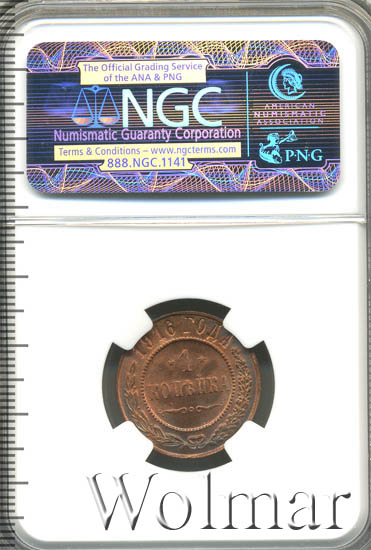 The Official Grading Service
of the ANA & PNG
NGC
Numismatic Guaranty Corporation
Terms & Conditions – www.ngcterms.com
888.NGC.1141
AMERICAN
NUMISMATIC
ASSOCIATION
PNG
1916 ГОДА
1
КОПѢЙКА
Wolmar